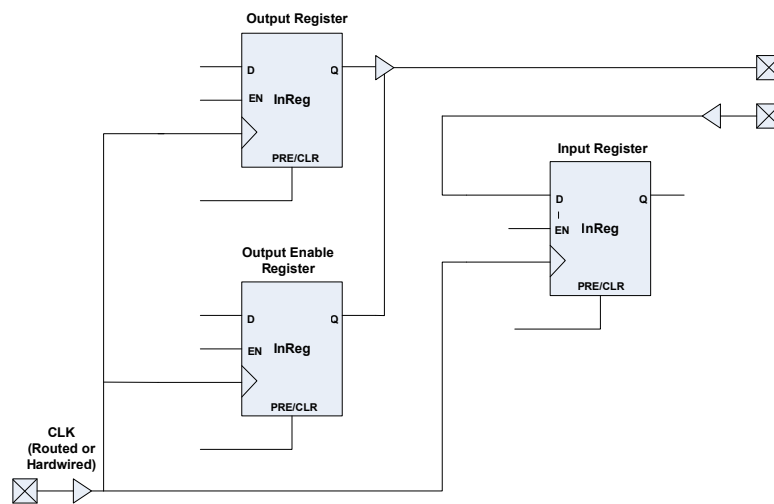 Output Register
D
Q
EN
InReg
PRE/CLR
Input Register
D
Q
EN
InReg
PRE/CLR
Output Enable
Register
D
Q
EN
InReg
PRE/CLR
CLK
(Routed or
Hardwired)